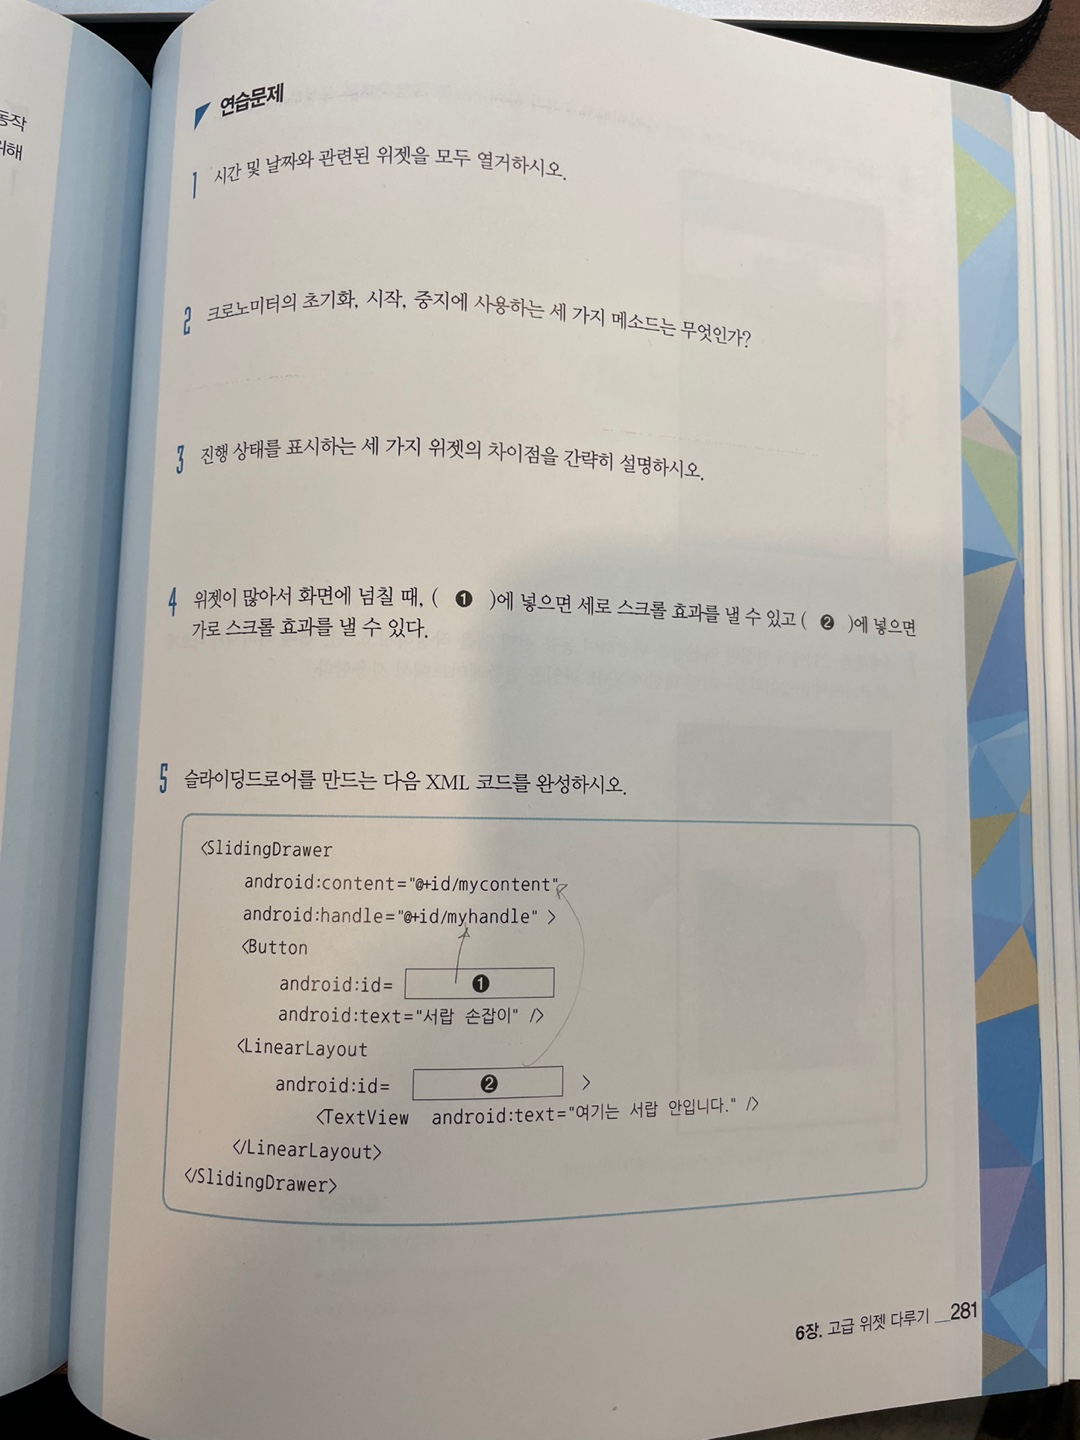 동작
위해
연습문제
1 시간 및 날짜와 관련된 위젯을 모두 열거하시오.
2 크로노미터의 초기화, 시작, 중지에 사용하는 세 가지 메소드는 무엇인가?
3 진행 상태를 표시하는 세 가지 위젯의 차이점을 간략히 설명하시오.
4 위젯이 많아서 화면에 넘칠 때, ( ❶ )에 넣으면 세로 스크롤 효과를 낼 수 있고 ( ❷ )에 넣으면
가로 스크롤 효과를 낼 수 있다.
5 슬라이딩드로어를 만드는 다음 XML 코드를 완성하시오.
<SlidingDrawer
android:content="@+id/mycontent"
android:handle="@+id/myhandle" >
<Button
android:id= ❶
android:text="서랍 손잡이" />
<LinearLayout
android:id= ❷ >
<TextView android:text="여기는 서랍 안입니다." />
</LinearLayout>
</SlidingDrawer>
6장. 고급 위젯 다루기 __281